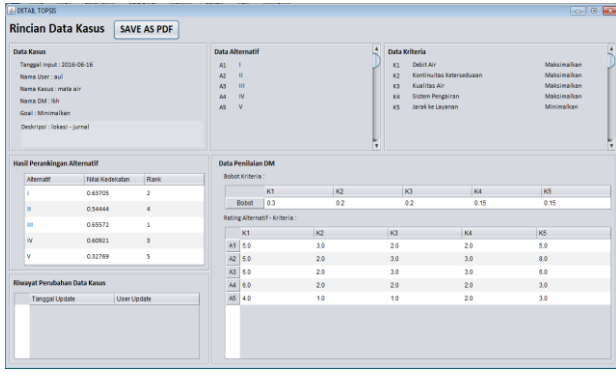 DETAIL TOPSIS
Rincian Data Kasus
SAVE AS PDF
Data Kasus
Tanggal Input : 2016-06-16
Nama User : aul
Nama Kasus : mata air
Nama DM : Ikh
Goal : Minimalkan
Deskripsi : lokasi - jurnal
Data Alternatif
A1 I
A2 II
A3 III
A4 IV
A5 V
Data Kriteria
K1 Debit Air Maksimalkan
K2 Kontinuitas Ketersediaan Maksimalkan
K3 Kualitas Air Maksimalkan
K4 Sistem Pengairan Maksimalkan
K5 Jarak ke Layanan Minimalkan
Hasil Perankingan Alternatif
Alternatif Nilai Kedekatan Rank
I 0.63705 2
II 0.54444 4
III 0.65572 1
IV 0.60821 3
V 0.32769 5
Riwayat Perubahan Data Kasus
Tanggal Update User Update
Data Penilaian DM
Bobot Kriteria :
K1 K2 K3 K4 K5
Bobot 0.3 0.2 0.2 0.15 0.15
Rating Alternatif - Kriteria :
K1 K2 K3 K4 K5
A1 5.0 3.0 2.0 2.0 5.0
A2 5.0 2.0 3.0 3.0 8.0
A3 6.0 2.0 3.0 3.0 6.0
A4 6.0 2.0 2.0 2.0 3.0
A5 4.0 1.0 1.0 2.0 3.0